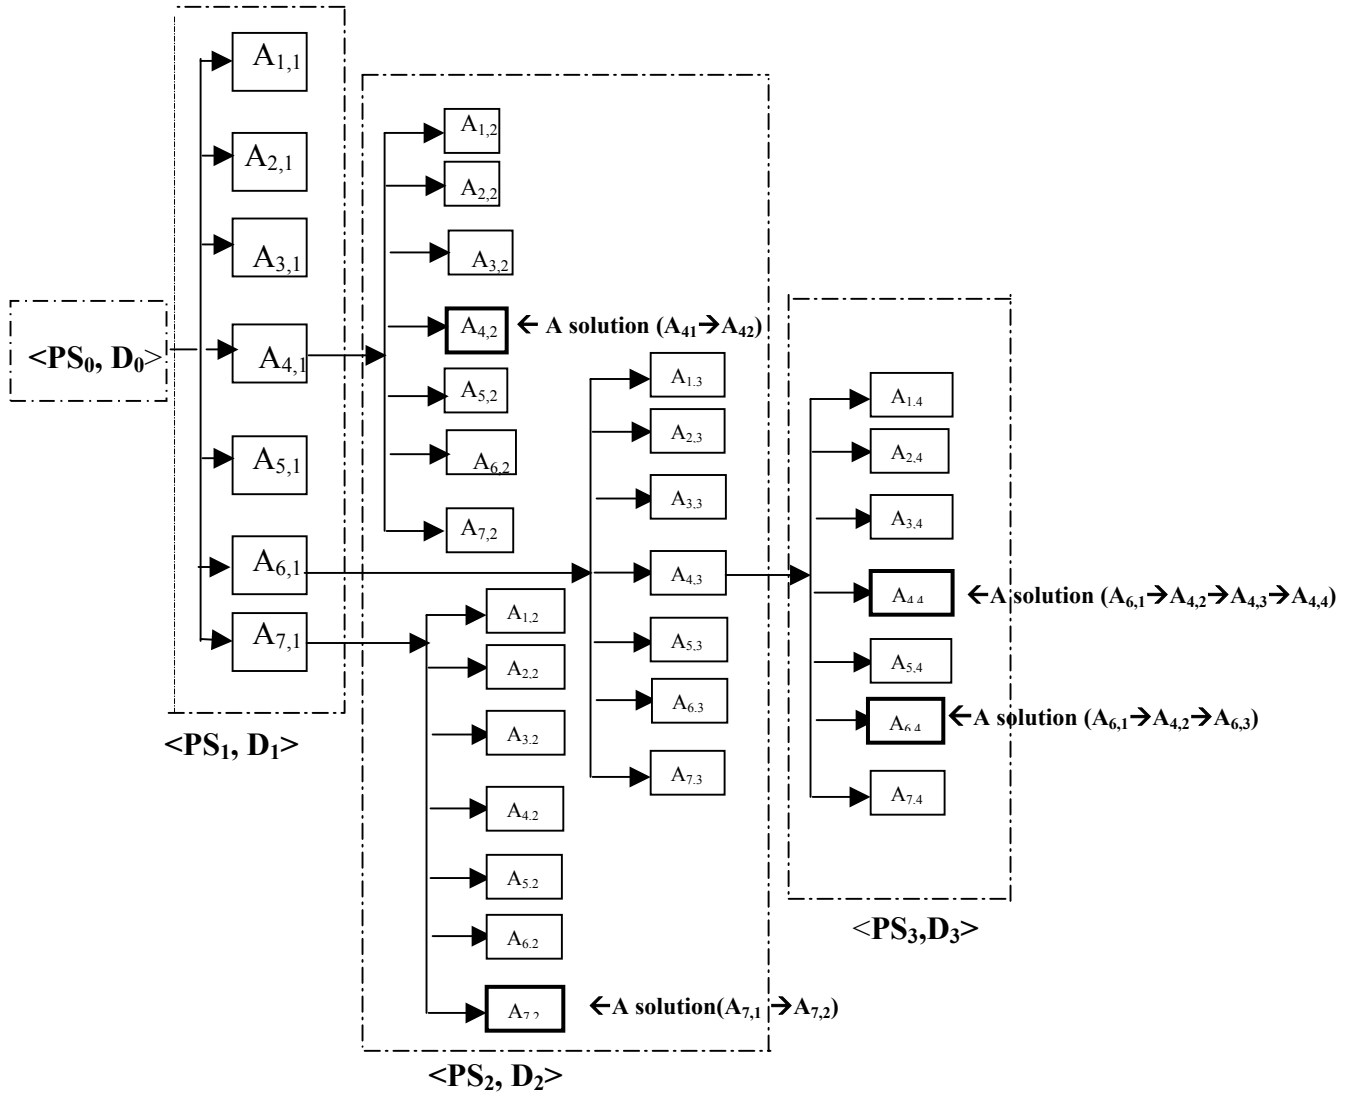 <PS₀, D₀>
A₁,₁
A₂,₁
A₃,₁
A₄,₁
A₅,₁
A₆,₁
A₇,₁
<PS₁, D₁>
A₁,₂
A₂,₂
A₃,₂
A₄,₂
← A solution (A₄₁→A₄₂)
A₅,₂
A₆,₂
A₇,₂
A₁,₂
A₂,₂
A₃.₂
A₄.₂
A₅.₂
A₆.₂
A₇.₂
←A solution(A₇,₁ →A₇,₂)
A₁.₃
A₂,₃
A₃,₃
A₄,₃
A₅.₃
A₆.₃
A₇.₃
<PS₂, D₂>
A₁.₄
A₂,₄
A₃,₄
A₄.₄
←A solution (A₆,₁→A₄,₂→A₄,₃→A₄,₄)
A₅.₄
A₆.₄
←A solution (A₆,₁→A₄,₂→A₆,₃)
A₇.₄
<PS₃,D₃>